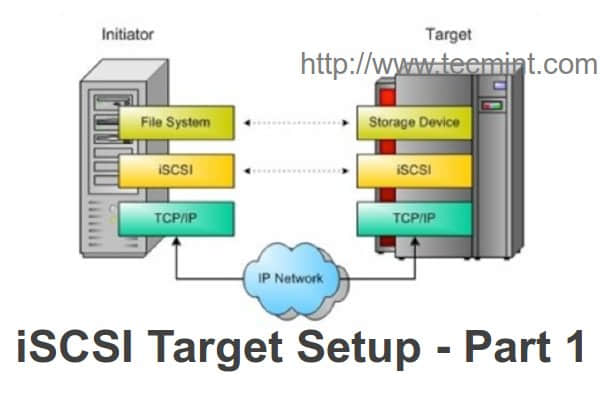 Initiator
Target
http://www.tecmint.com
File System
Storage Device
iSCSI
iSCSI
TCP/IP
TCP/IP
IP Network
iSCSI Target Setup - Part 1